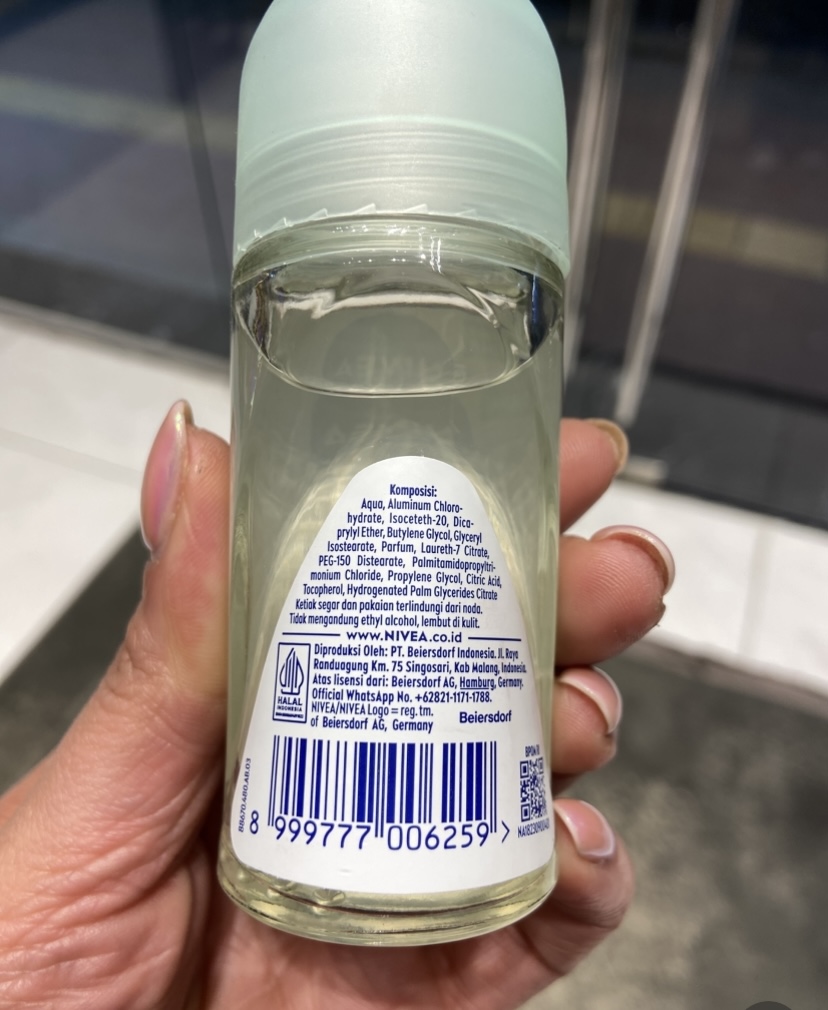 Komposisi:
Aqua, Aluminum Chloro-
hydrate, Isoceteth-20, Dica-
prylyl Ether, Butylene Glycol, Glyceryl
Isostearate, Parfum, Laureth-7 Citrate,
PEG-150 Distearate, Palmitamidopropyltri-
monium Chloride, Propylene Glycol, Citric Acid,
Tocopherol, Hydrogenated Palm Glycerides Citrate
Ketiak segar dan pakaian terlindungi dari noda.
Tidak mengandung ethyl alcohol, lembut di kulit.
www.NIVEA.co.id
Diproduksi Oleh: PT. Beiersdorf Indonesia. Jl. Raya
Randuagung Km. 75 Singosari, Kab Malang, Indonesia.
Atas lisensi dari: Beiersdorf AG, Hamburg, Germany.
Official WhatsApp No. +62821-1171-1788.
NIVEA/NIVEA Logo = reg. tm.
of Beiersdorf AG, Germany
Beiersdorf
HALAL
INDONESIA
BPOM RI
8 999777 006259 >